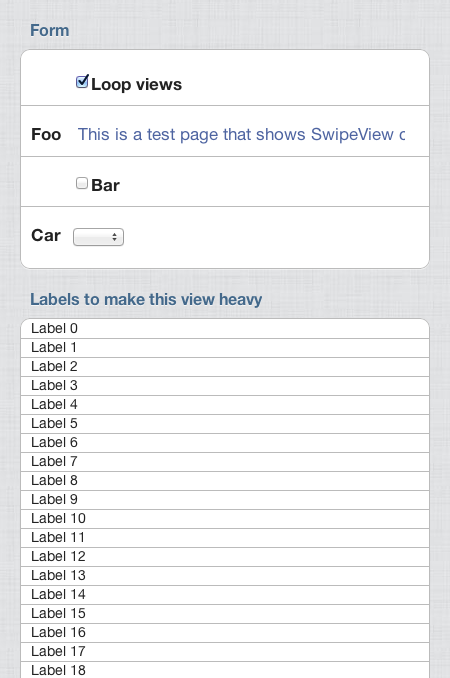 Form
Loop views
Foo This is a test page that shows SwipeView
Bar
Car
Labels to make this view heavy
Label 0
Label 1
Label 2
Label 3
Label 4
Label 5
Label 6
Label 7
Label 8
Label 9
Label 10
Label 11
Label 12
Label 13
Label 14
Label 15
Label 16
Label 17
Label 18